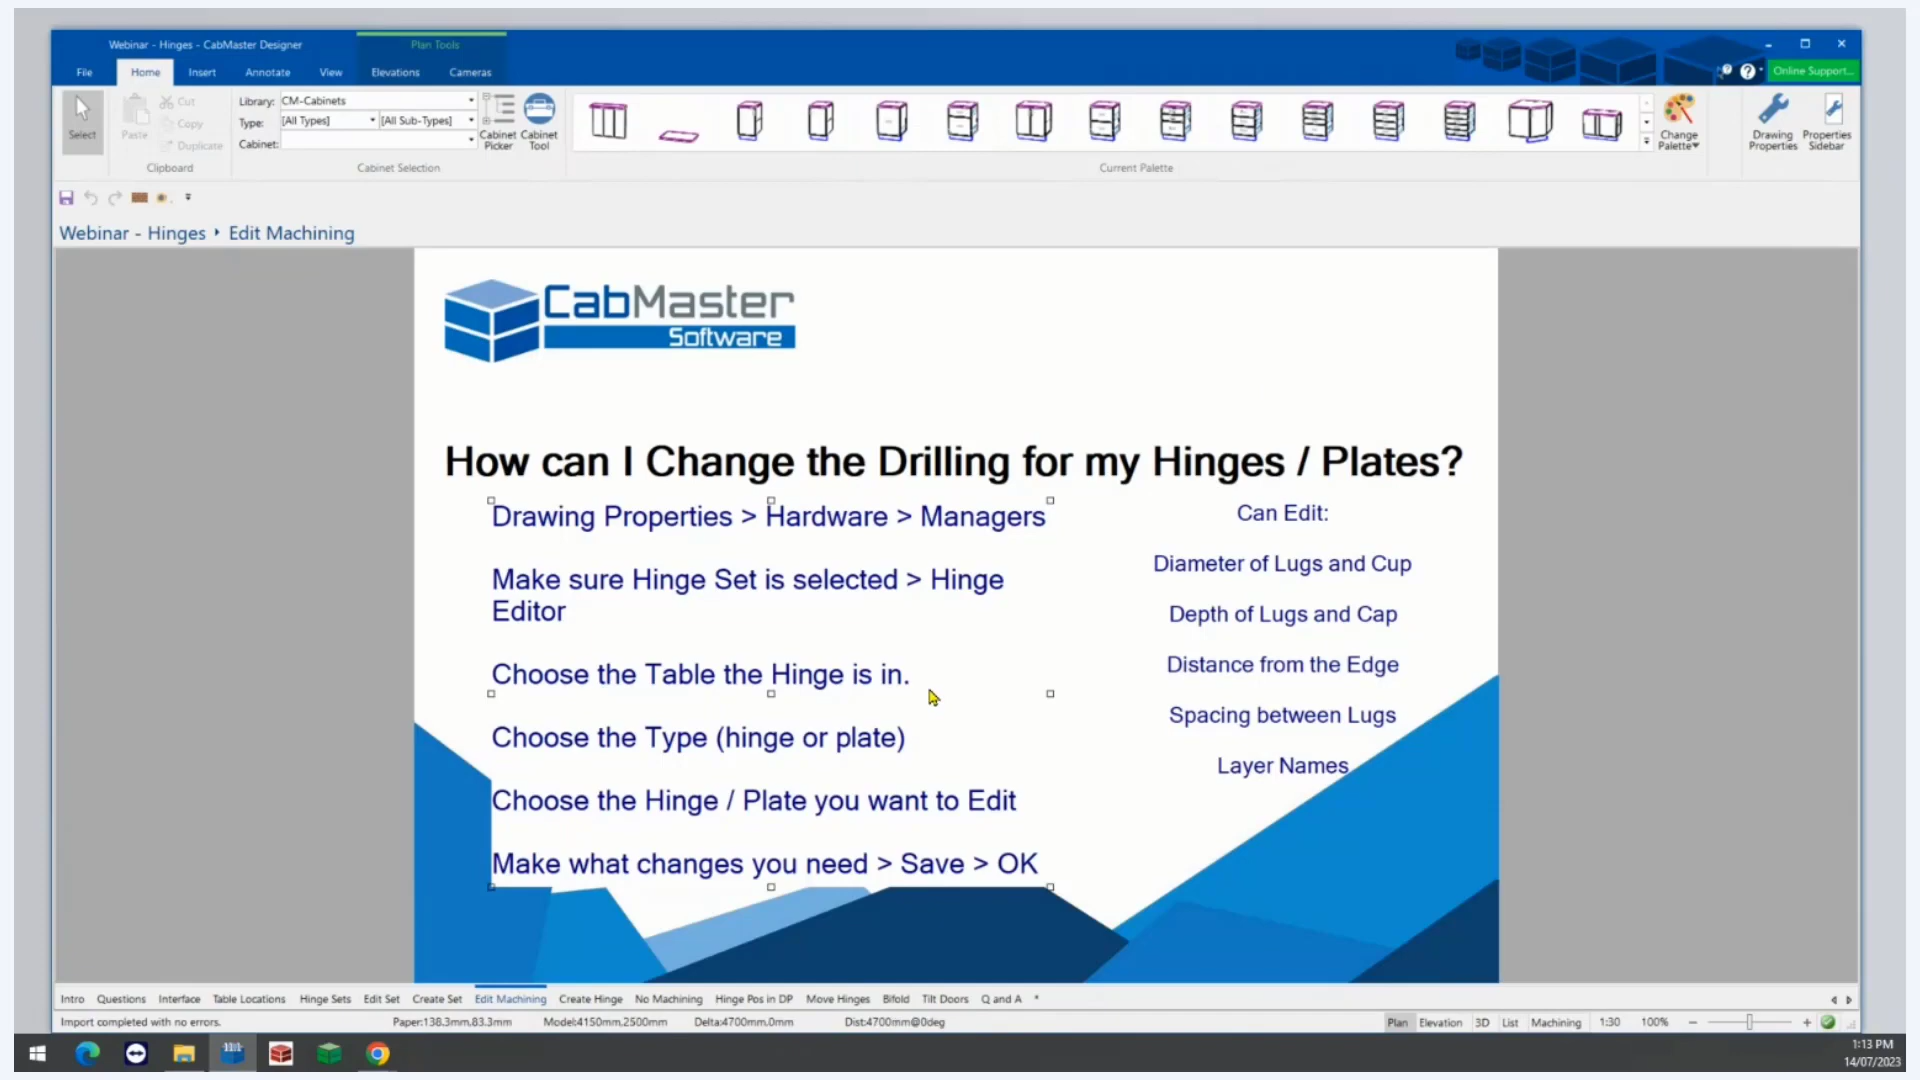 Webinar - Hinges - CabMaster Designer
Plan Tools
File
Home
Insert
Annotate
View
Elevations
Cameras
Online Support...
Select
Paste
Cut
Copy
Duplicate
Clipboard
Library: CM-Cabinets
Type: [All Types] [All Sub-Types]
Cabinet:
Cabinet Picker
Cabinet Tool
Cabinet Selection
Current Palette
Change Palette
Drawing Properties
Properties Sidebar
Webinar - Hinges
Edit Machining
CabMaster
Software
How can I Change the Drilling for my Hinges / Plates?
Drawing Properties > Hardware > Managers
Make sure Hinge Set is selected > Hinge
Editor
Choose the Table the Hinge is in.
Choose the Type (hinge or plate)
Choose the Hinge / Plate you want to Edit
Make what changes you need > Save > OK
Can Edit:
Diameter of Lugs and Cup
Depth of Lugs and Cap
Distance from the Edge
Spacing between Lugs
Layer Names
Intro
Questions
Interface
Table Locations
Hinge Sets
Edit Set
Create Set
Edit Machining
Create Hinge
No Machining
Hinge Pos in DP
Move Hinges
Bifold
Tilt Doors
Q and A
*
Import completed with no errors.
Paper:138.3mm,83.3mm
Model:4150mm,2500mm
Delta:4700mm,0mm
Dist:4700mm@0deg
Plan
Elevation
3D
List
Machining
1:30
100%
1:13 PM
14/07/2023